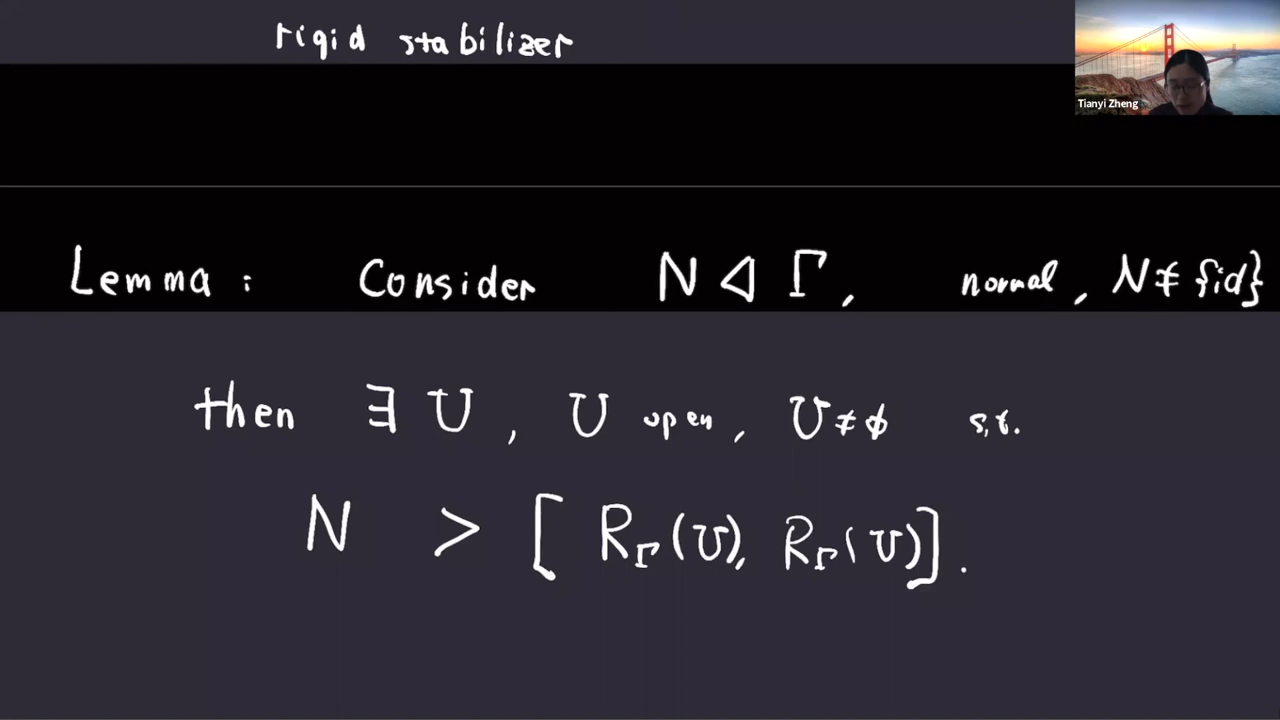 rigid stabilizer
Tianyi Zheng
Lemma: Consider N ◁ Γ, normal, N ≠ {id}
then ∃ U, U open, U ≠ ∅ s.t.
N > [R_Γ(U), R_Γ(U)].